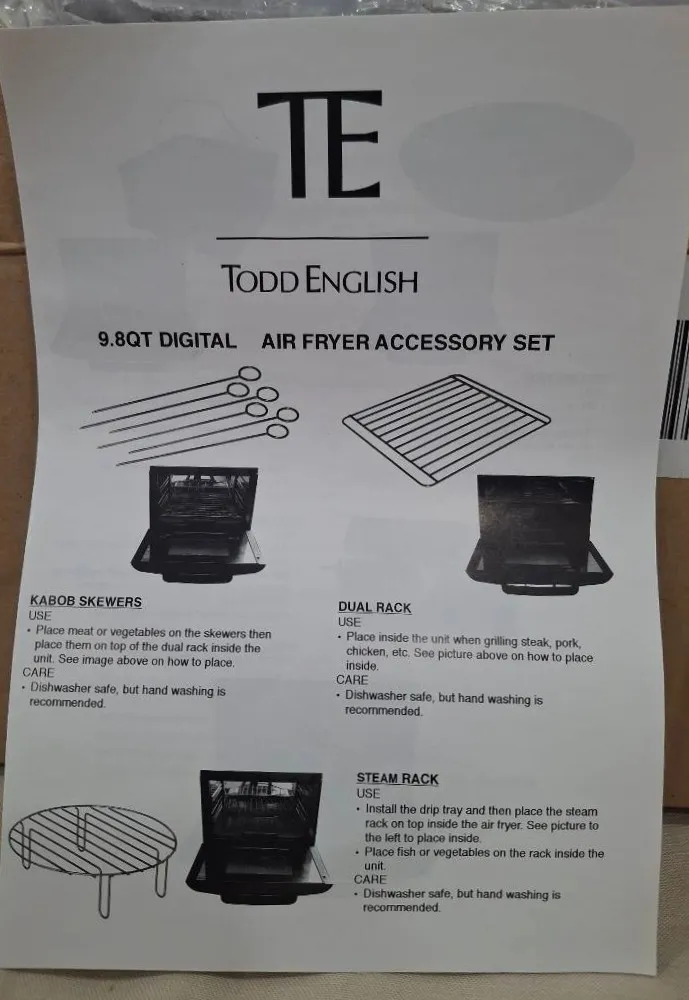 TE
TODD ENGLISH
9.8QT DIGITAL AIR FRYER ACCESSORY SET
KABOB SKEWERS
USE
• Place meat or vegetables on the skewers then
place them on top of the dual rack inside the
unit. See image above on how to place.
CARE
• Dishwasher safe, but hand washing is
recommended.
DUAL RACK
USE
• Place inside the unit when grilling steak, pork,
chicken, etc. See picture above on how to place
inside.
CARE
• Dishwasher safe, but hand washing is
recommended.
STEAM RACK
USE
• Install the drip tray and then place the steam
rack on top inside the air fryer. See picture to
the left to place inside.
• Place fish or vegetables on the rack inside the
unit.
CARE
• Dishwasher safe, but hand washing is
recommended.